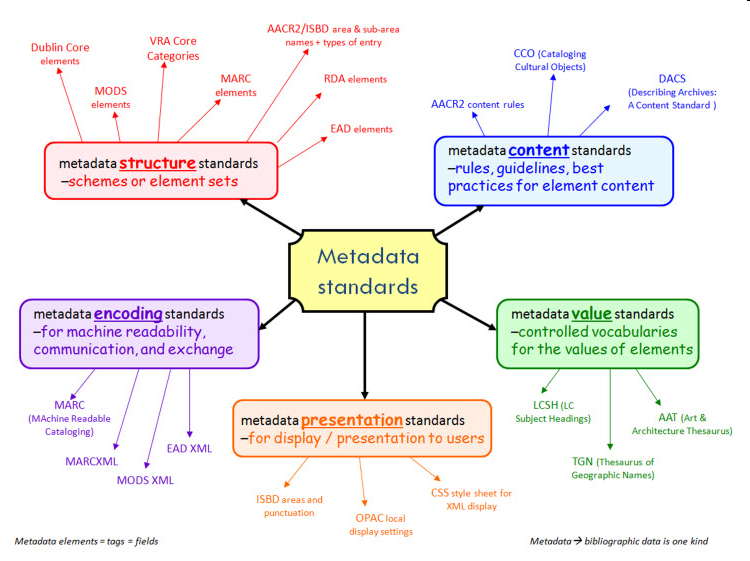 Dublin Core
elements
VRA Core
Categories
AACR2/ISBD area & sub-area
names + types of entry
MODS
elements
MARC
elements
RDA elements
EAD elements
metadata structure standards
–schemes or element sets
CCO (Cataloging
Cultural Objects)
DACS
(Describing Archives:
A Content Standard )
AACR2 content rules
metadata content standards
–rules, guidelines, best
practices for element content
Metadata
standards
metadata encoding standards
–for machine readability,
communication, and exchange
MARC
(MAchine Readable
Cataloging)
MARCXML
MODS XML
EAD XML
metadata value standards
–controlled vocabularies
for the values of elements
LCSH (LC
Subject Headings)
AAT (Art &
Architecture Thesaurus)
TGN (Thesaurus of
Geographic Names)
metadata presentation standards
–for display / presentation to users
ISBD areas and
punctuation
OPAC local
display settings
CSS style sheet for
XML display
Metadata elements = tags = fields
Metadata → bibliographic data is one kind